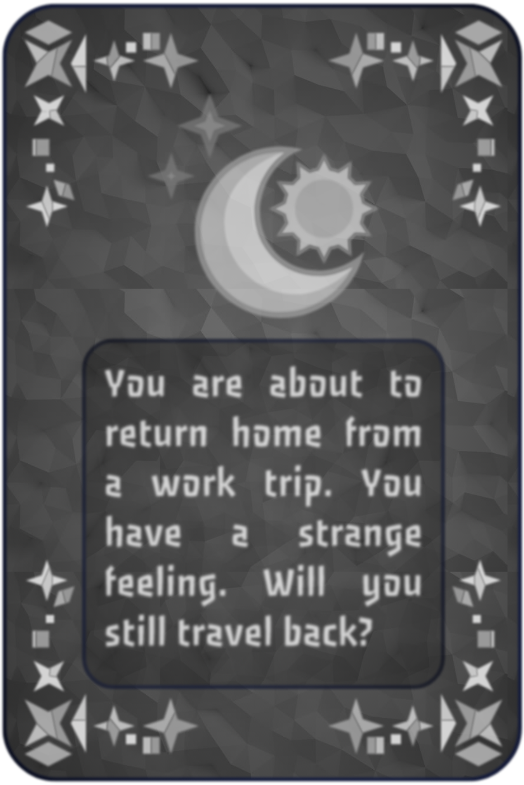 You are about to
return home from
a work trip. You
have a strange
feeling. Will you
still travel back?